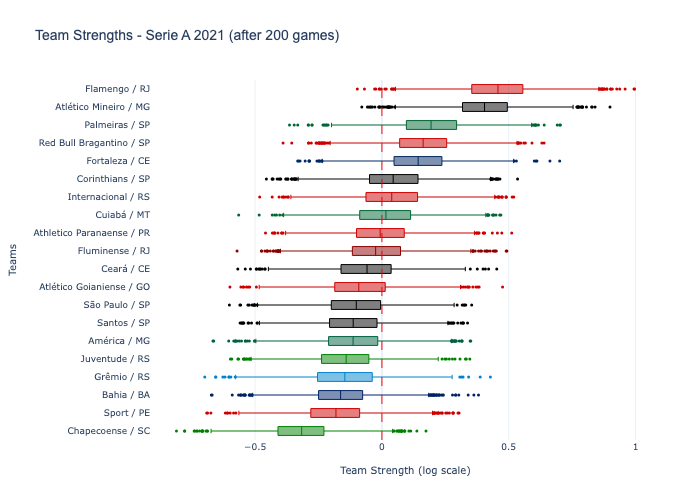 Team Strengths - Serie A 2021 (after 200 games)
Flamengo / RJ
Atlético Mineiro / MG
Palmeiras / SP
Red Bull Bragantino / SP
Fortaleza / CE
Corinthians / SP
Internacional / RS
Cuiabá / MT
Athletico Paranaense / PR
Fluminense / RJ
Ceará / CE
Atlético Goianiense / GO
São Paulo / SP
Santos / SP
América / MG
Juventude / RS
Grêmio / RS
Bahia / BA
Sport / PE
Chapecoense / SC
Teams
−0.5 0 0.5 1
Team Strength (log scale)